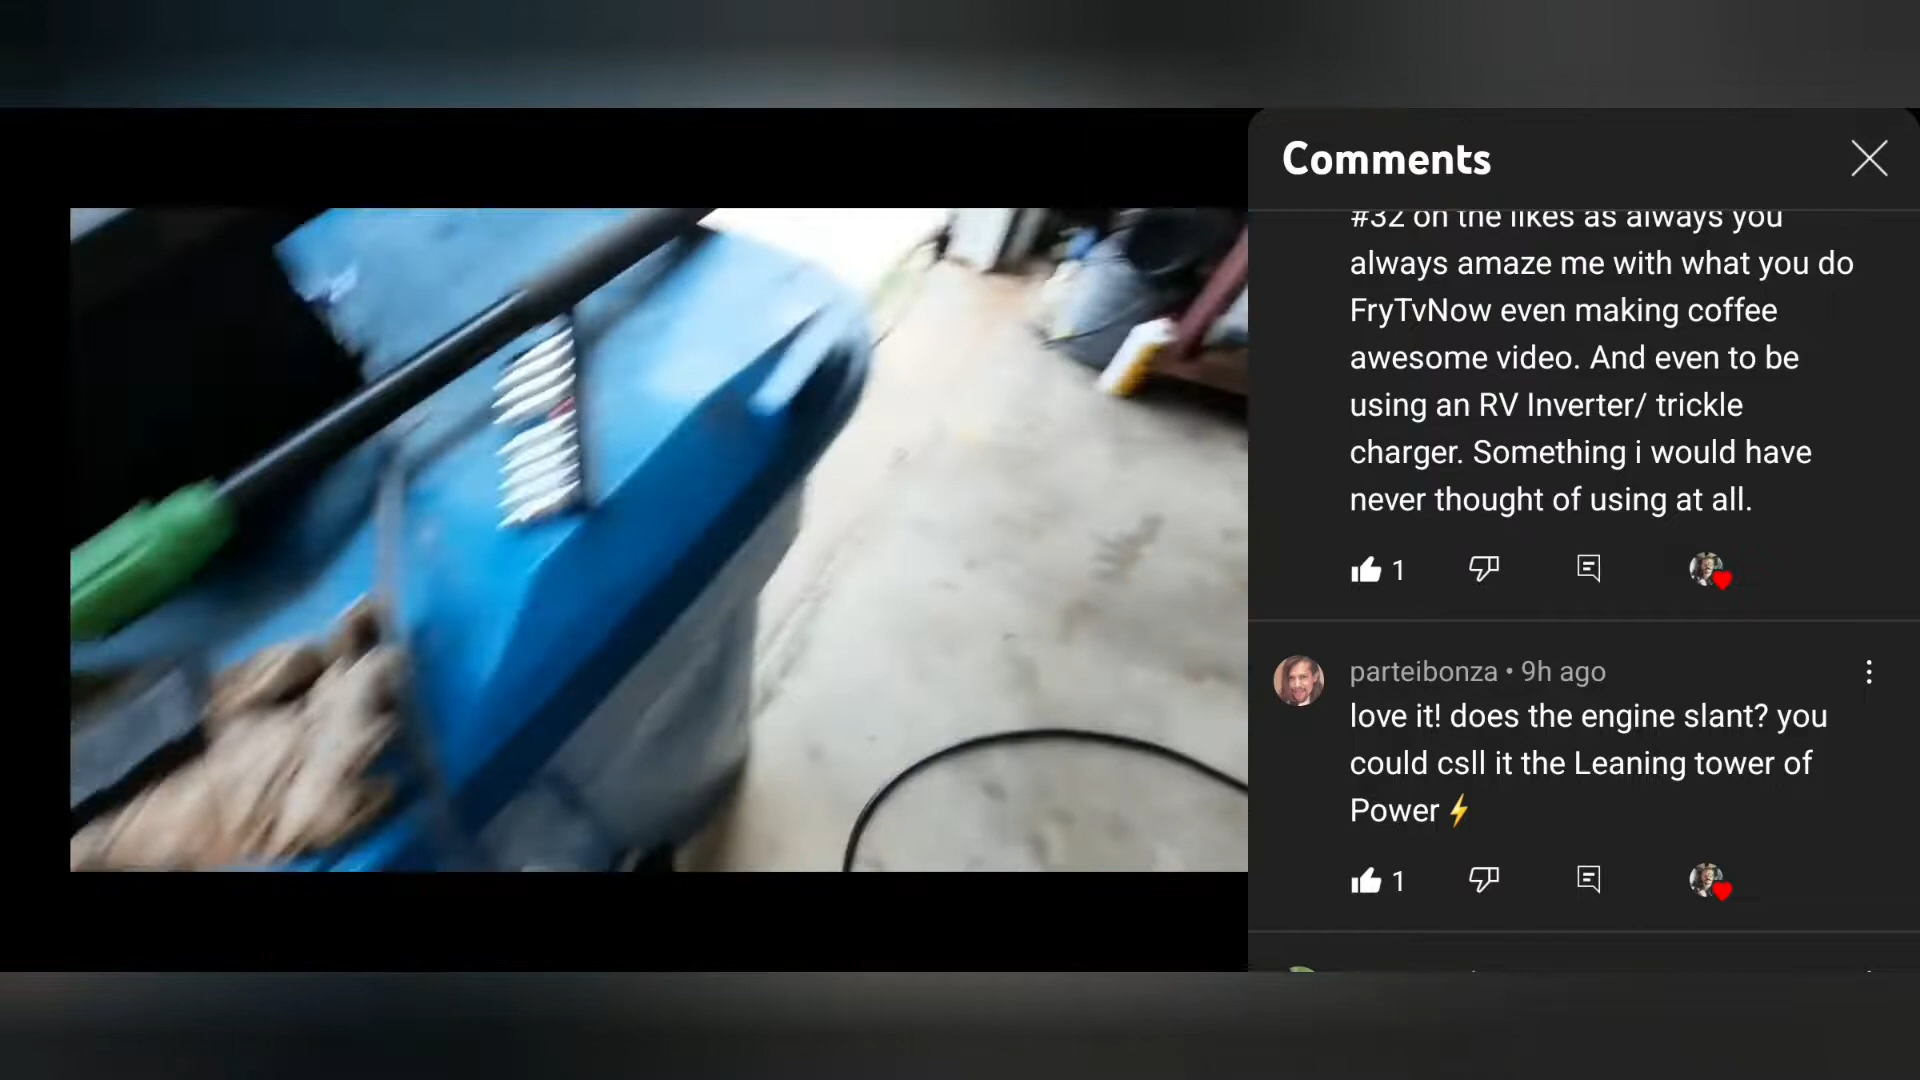 Comments
#32 on the likes as always you
always amaze me with what you do
FryTvNow even making coffee
awesome video. And even to be
using an RV Inverter/ trickle
charger. Something i would have
never thought of using at all.
1
parteibonza • 9h ago
love it! does the engine slant? you
could csll it the Leaning tower of
Power⚡
1